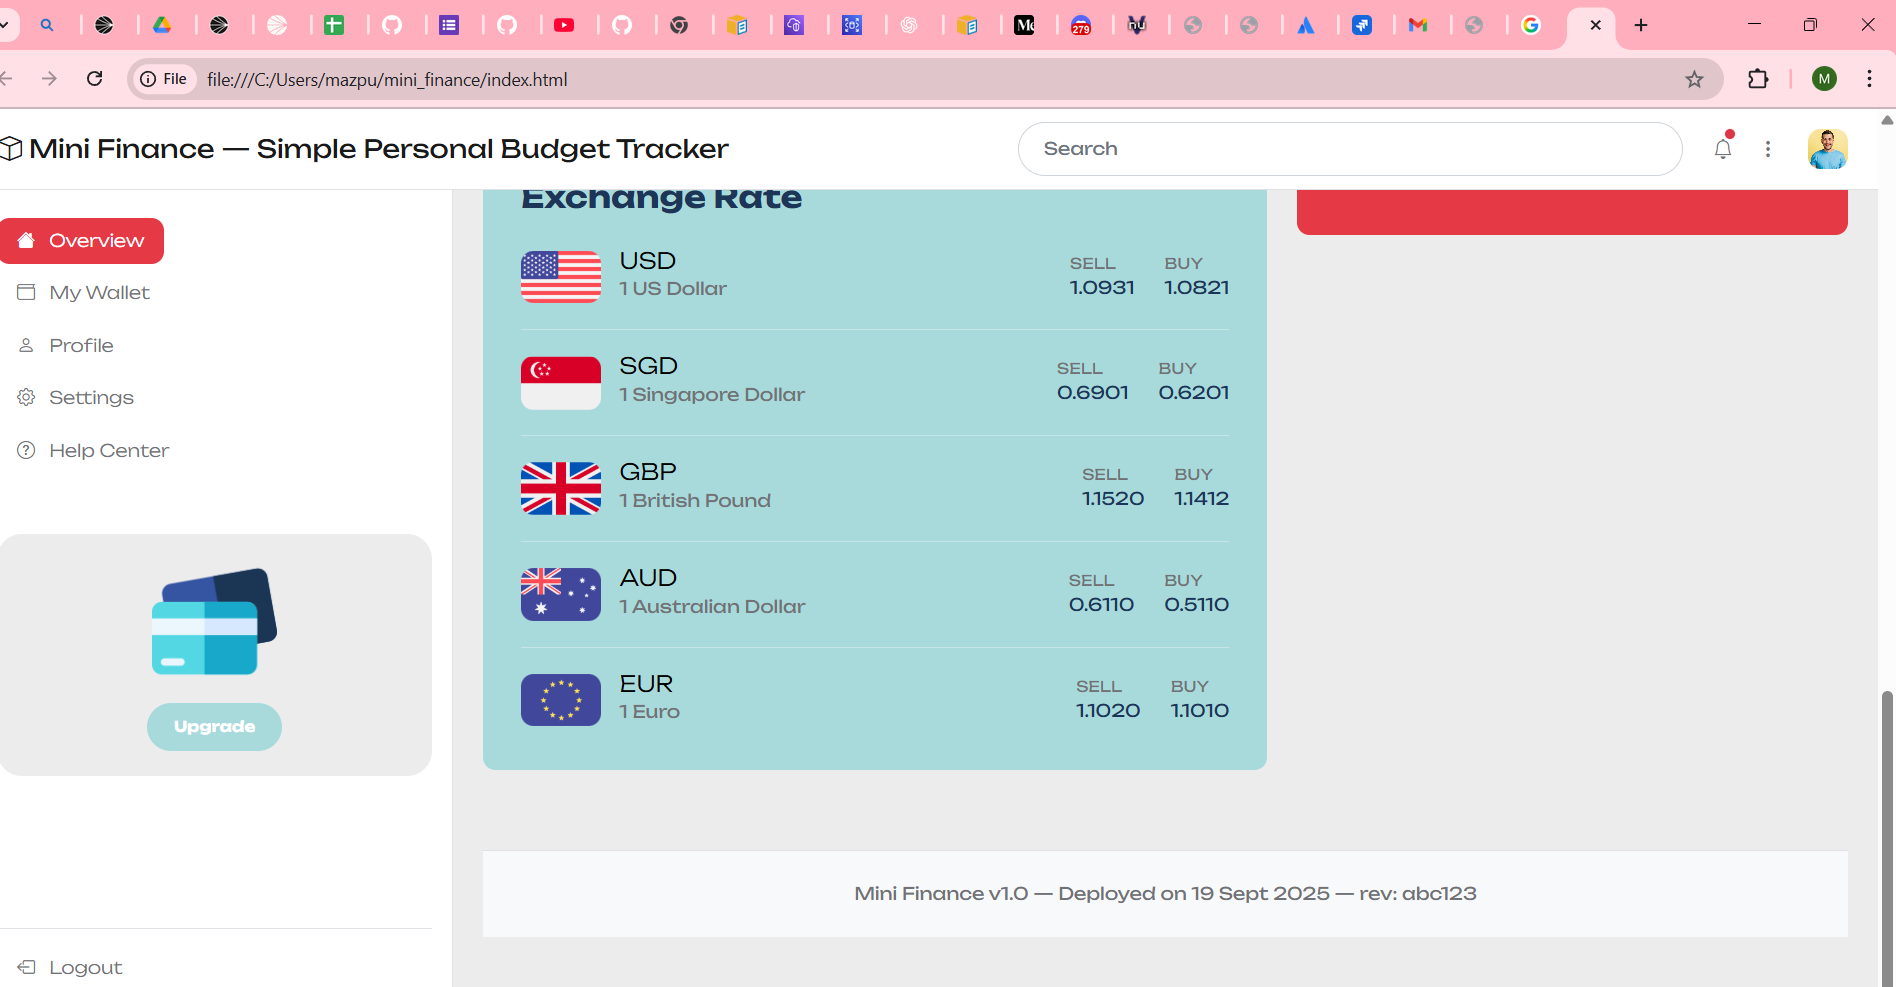 279
File
file:///C:/Users/mazpu/mini_finance/index.html
M
Mini Finance — Simple Personal Budget Tracker
Search
Overview
My Wallet
Profile
Settings
Help Center
Upgrade
Logout
Exchange Rate
USD
1 US Dollar
SELL BUY
1.0931 1.0821
SGD
1 Singapore Dollar
SELL BUY
0.6901 0.6201
GBP
1 British Pound
SELL BUY
1.1520 1.1412
AUD
1 Australian Dollar
SELL BUY
0.6110 0.5110
EUR
1 Euro
SELL BUY
1.1020 1.1010
Mini Finance v1.0 — Deployed on 19 Sept 2025 — rev: abc123